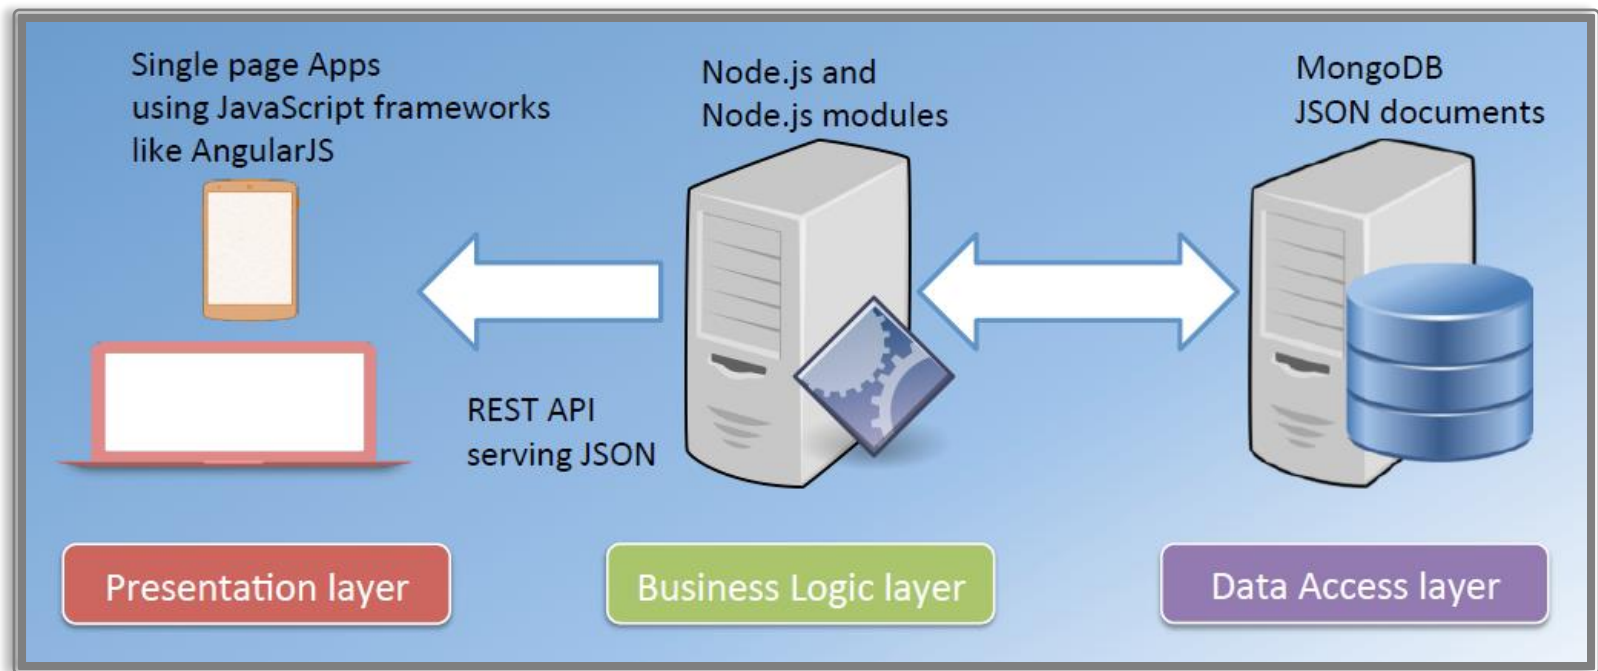 Single page Apps
using JavaScript frameworks
like AngularJS
Node.js and
Node.js modules
MongoDB
JSON documents
REST API
serving JSON
Presentation layer
Business Logic layer
Data Access layer